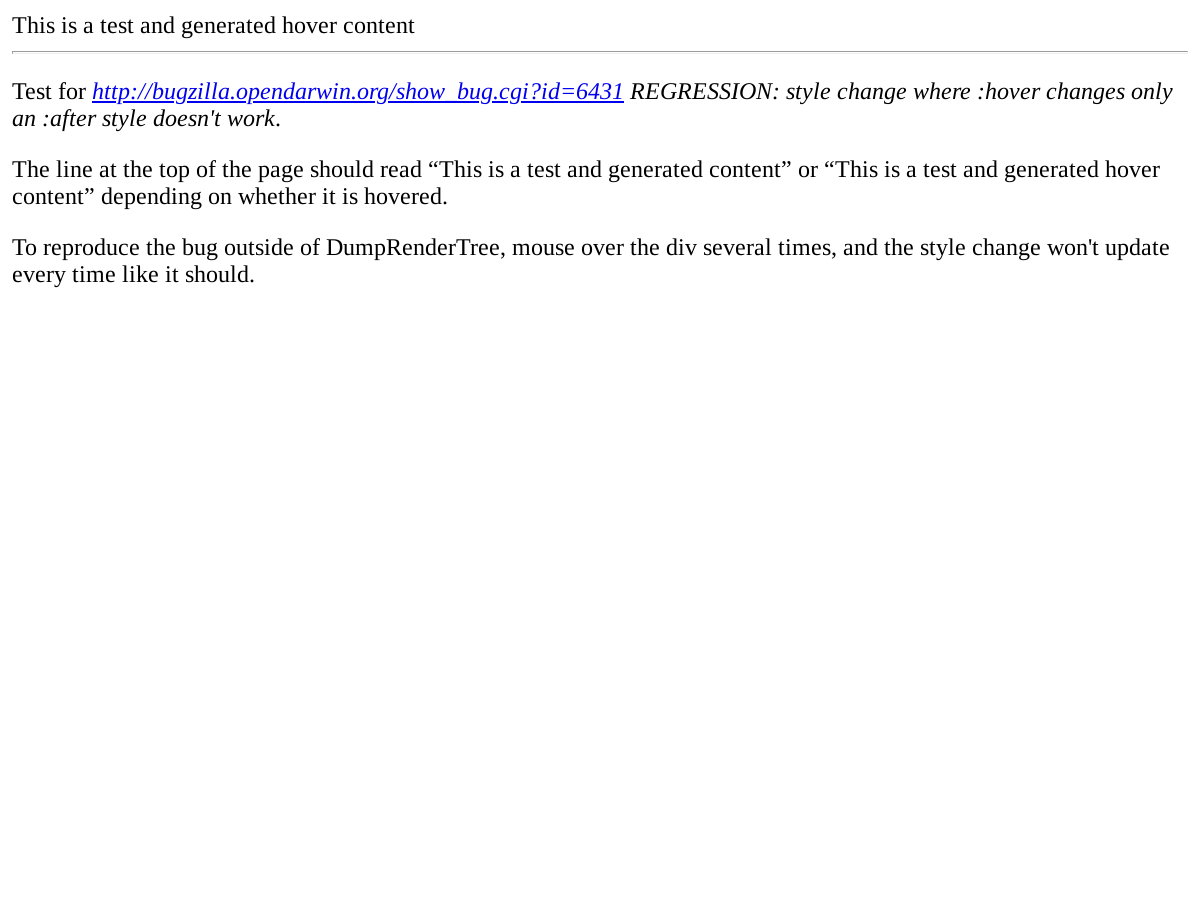 This is a test and generated hover content
Test for http://bugzilla.opendarwin.org/show_bug.cgi?id=6431 REGRESSION: style change where :hover changes only
an :after style doesn't work.
The line at the top of the page should read “This is a test and generated content” or “This is a test and generated hover
content” depending on whether it is hovered.
To reproduce the bug outside of DumpRenderTree, mouse over the div several times, and the style change won't update
every time like it should.